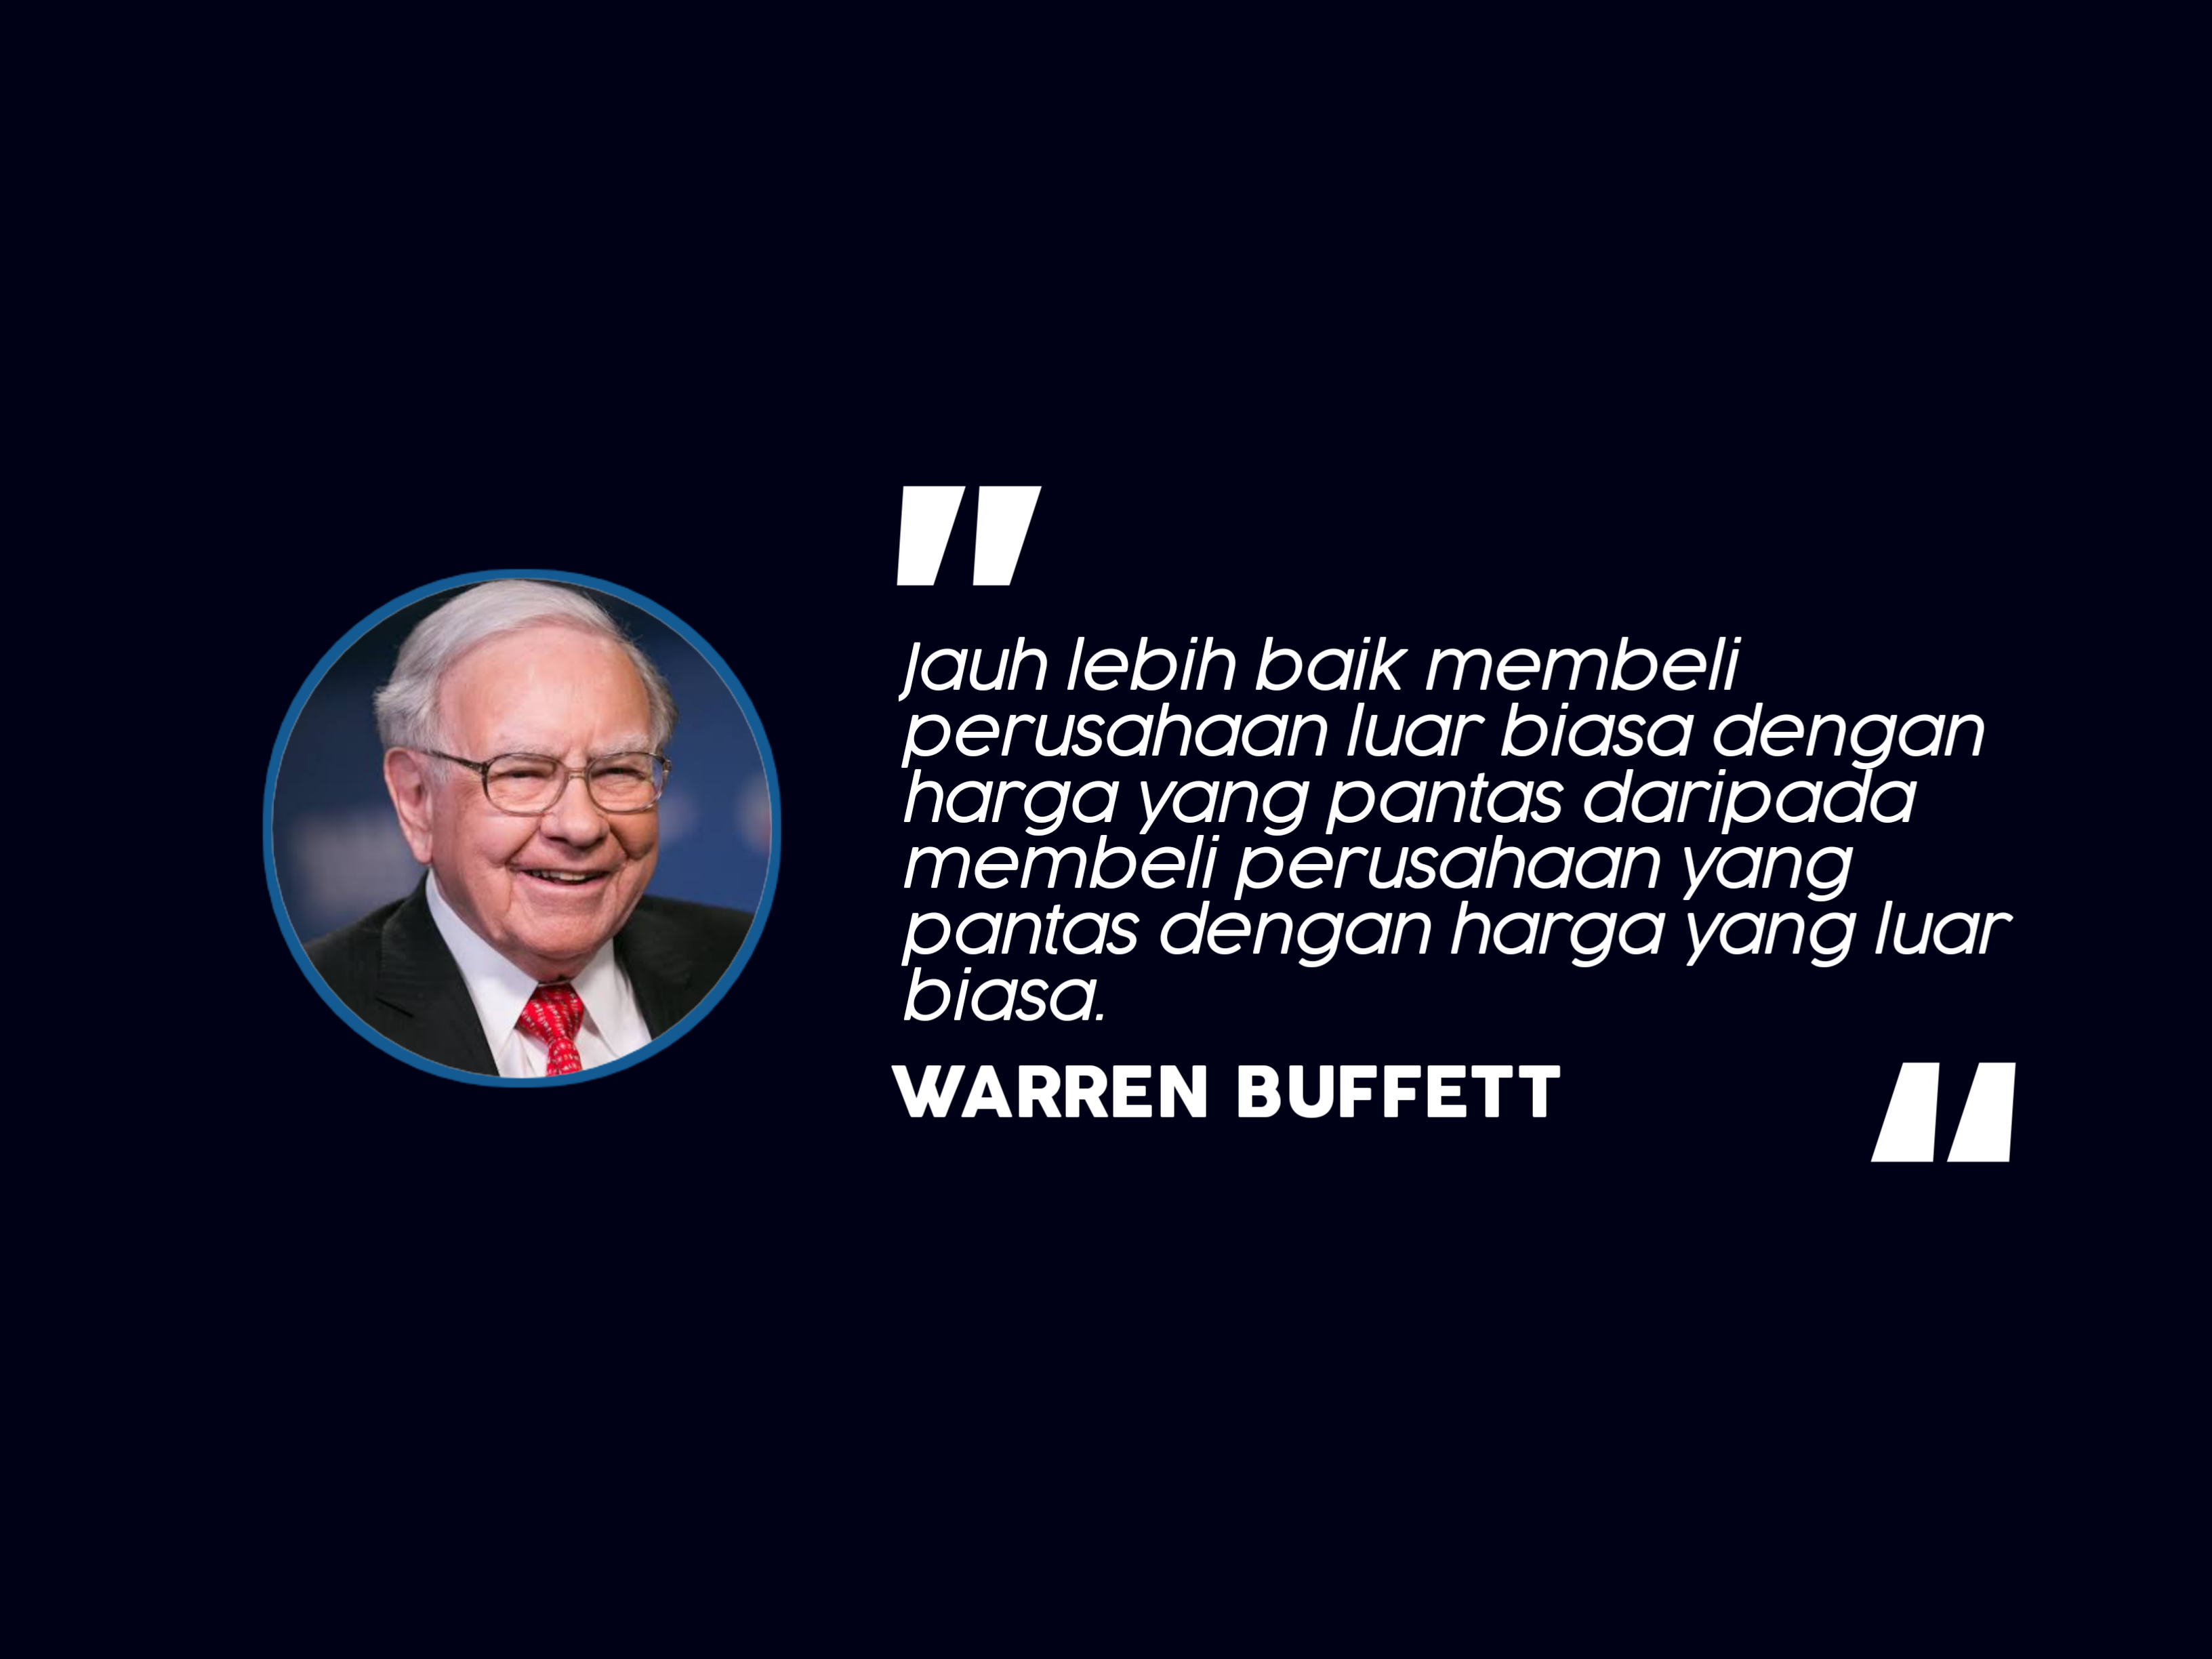 "
Jauh lebih baik membeli
perusahaan luar biasa dengan
harga yang pantas daripada
membeli perusahaan yang
pantas dengan harga yang luar
biasa.
WARREN BUFFETT
"